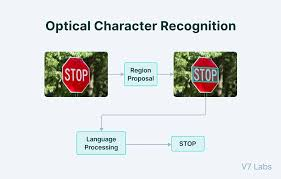 Optical Character Recognition
STOP
Region
Proposal
STOP
Language
Processing
STOP
V7 Labs